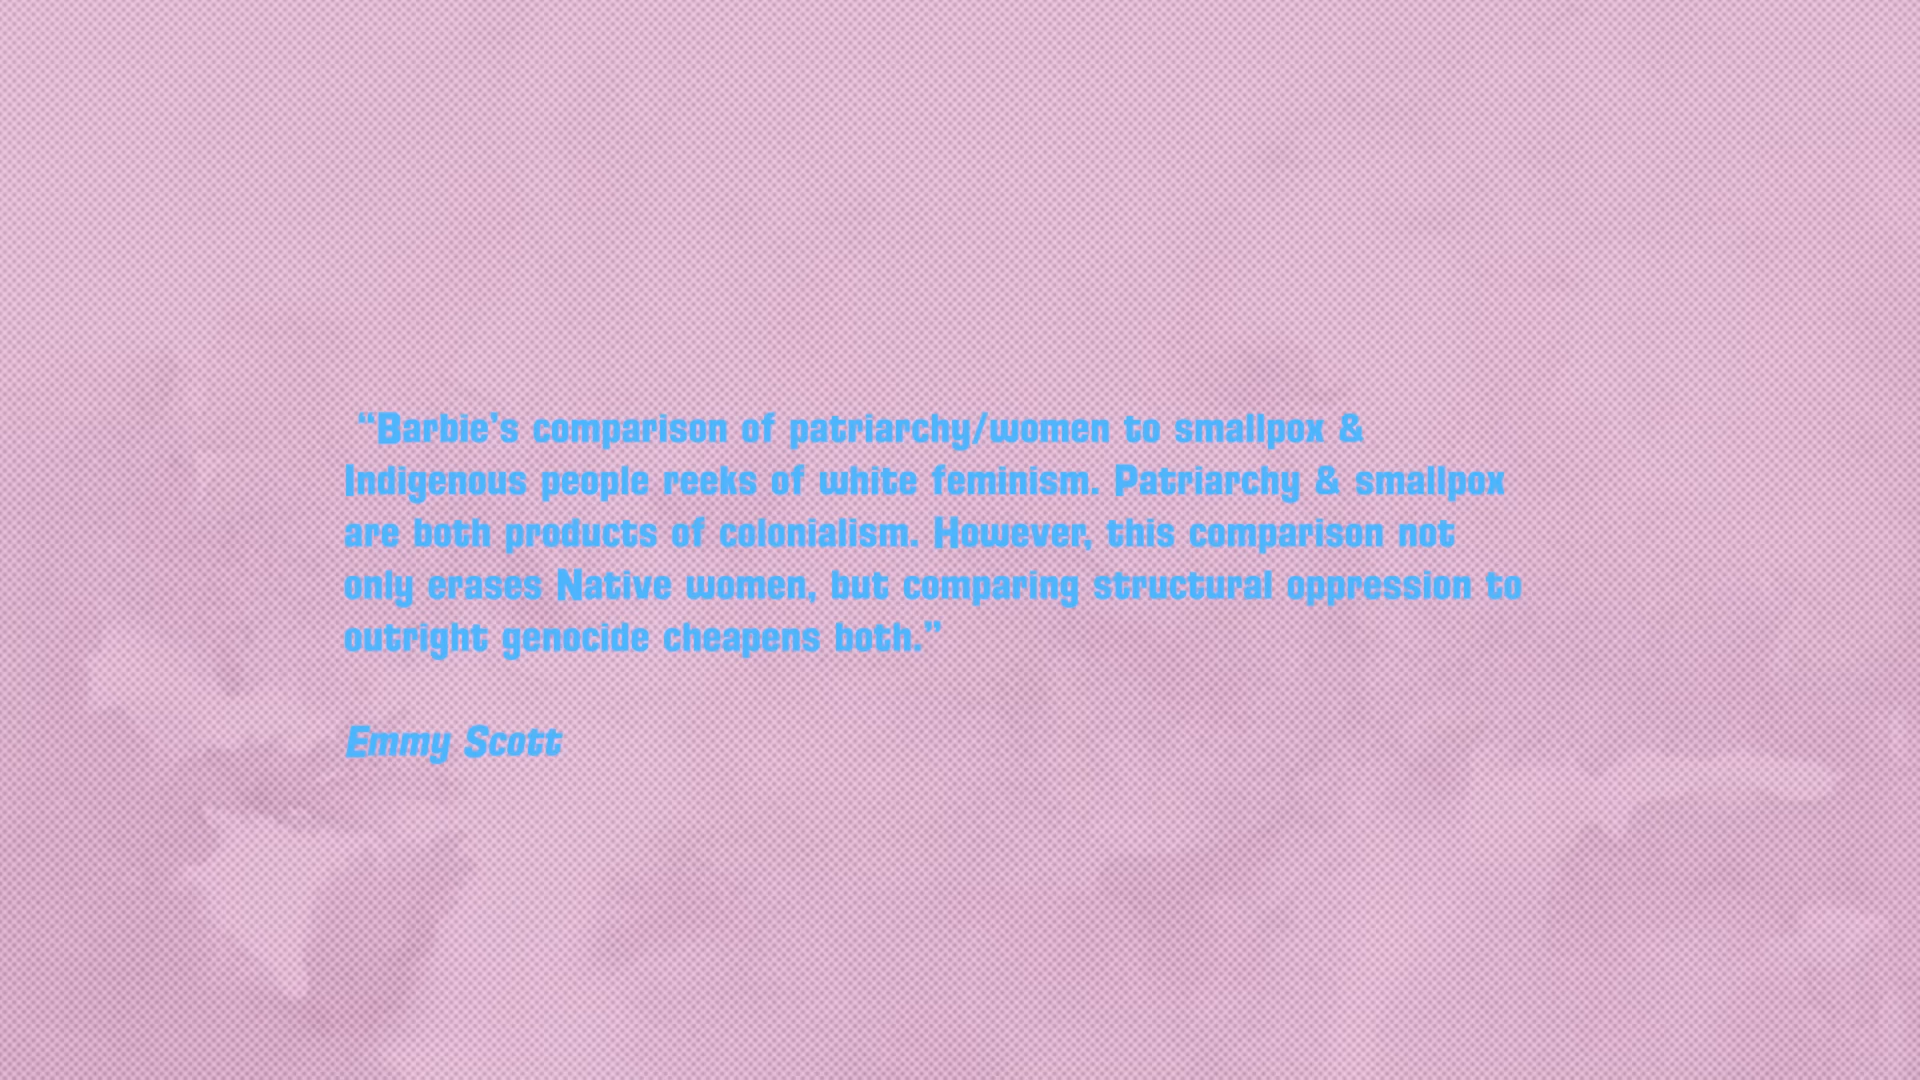 “Barbie’s comparison of patriarchy/women to smallpox &
Indigenous people reeks of white feminism. Patriarchy & smallpox
are both products of colonialism. However, this comparison not
only erases Native women, but comparing structural oppression to
outright genocide cheapens both.”
Emmy Scott